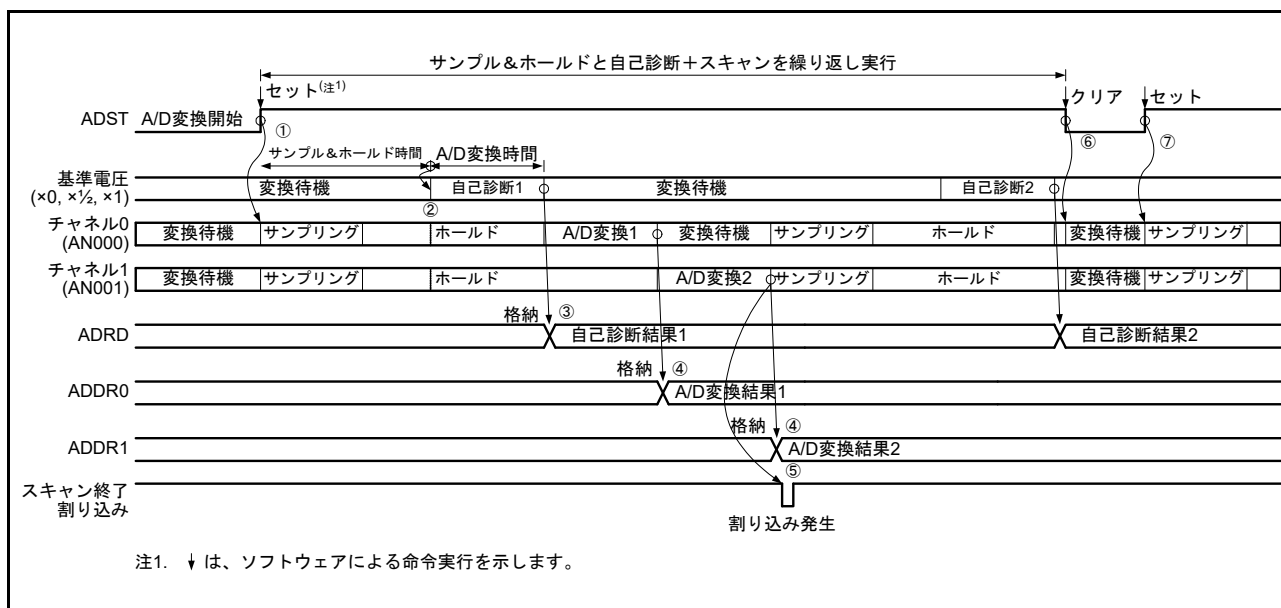 サンプル＆ホールドと自己診断＋スキャンを繰り返し実行
セット(注1)
クリア
セット
ADST
A/D変換開始
①
⑥
⑦
サンプル＆ホールド時間
A/D変換時間
基準電圧
(×0, ×½, ×1)
変換待機
自己診断1
変換待機
自己診断2
②
チャネル0
(AN000)
変換待機
サンプリング
ホールド
A/D変換1
変換待機
サンプリング
ホールド
変換待機
サンプリング
チャネル1
(AN001)
変換待機
サンプリング
ホールド
A/D変換2
サンプリング
ホールド
変換待機
サンプリング
格納
③
ADRD
自己診断結果1
自己診断結果2
格納
④
ADDR0
A/D変換結果1
格納
④
ADDR1
A/D変換結果2
⑤
スキャン終了
割り込み
割り込み発生
注1. ↓は、ソフトウェアによる命令実行を示します。